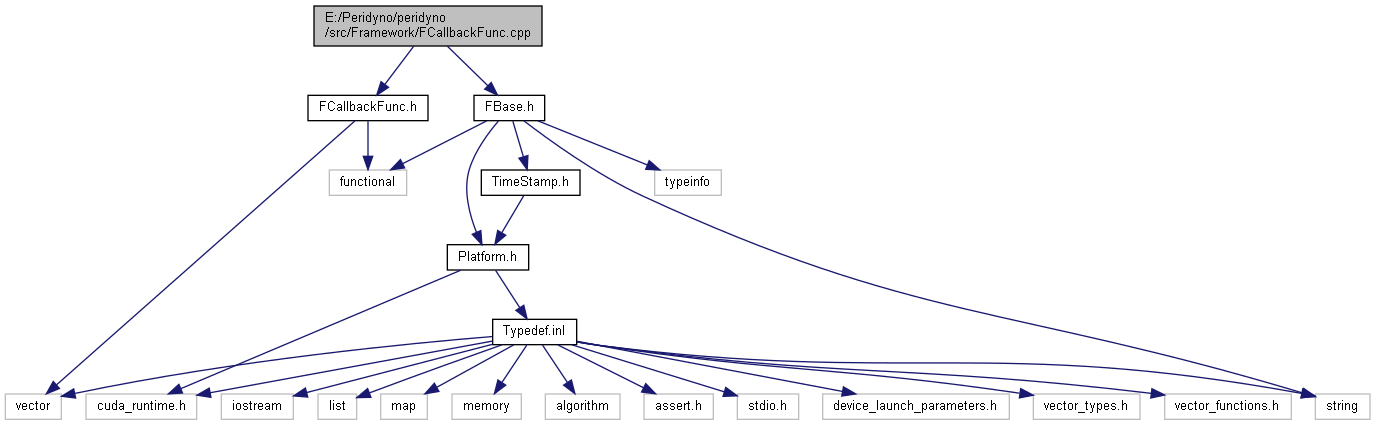 E:/Peridyno/peridyno
/src/Framework/FCallbackFunc.cpp
FCallbackFunc.h
FBase.h
functional
TimeStamp.h
typeinfo
Platform.h
Typedef.inl
vector
cuda_runtime.h
iostream
list
map
memory
algorithm
assert.h
stdio.h
device_launch_parameters.h
vector_types.h
vector_functions.h
string